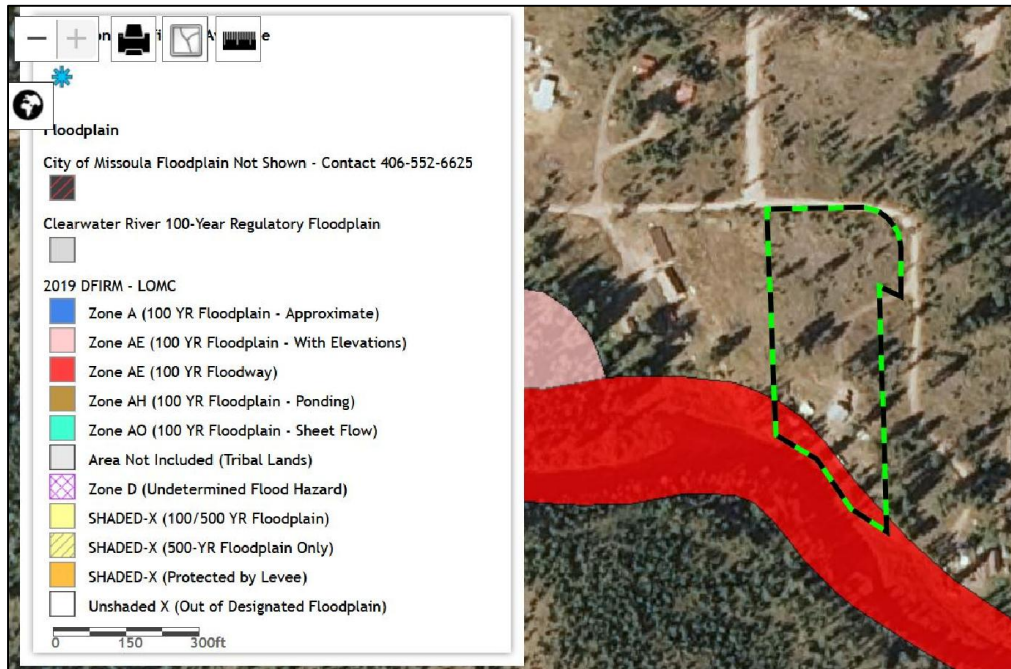 Floodplain
City of Missoula Floodplain Not Shown - Contact 406-552-6625
Clearwater River 100-Year Regulatory Floodplain
2019 DFIRM - LOMC
Zone A (100 YR Floodplain - Approximate)
Zone AE (100 YR Floodplain - With Elevations)
Zone AE (100 YR Floodway)
Zone AH (100 YR Floodplain - Ponding)
Zone AO (100 YR Floodplain - Sheet Flow)
Area Not Included (Tribal Lands)
Zone D (Undetermined Flood Hazard)
SHADED-X (100/500 YR Floodplain)
SHADED-X (500-YR Floodplain Only)
SHADED-X (Protected by Levee)
Unshaded X (Out of Designated Floodplain)
0 150 300ft